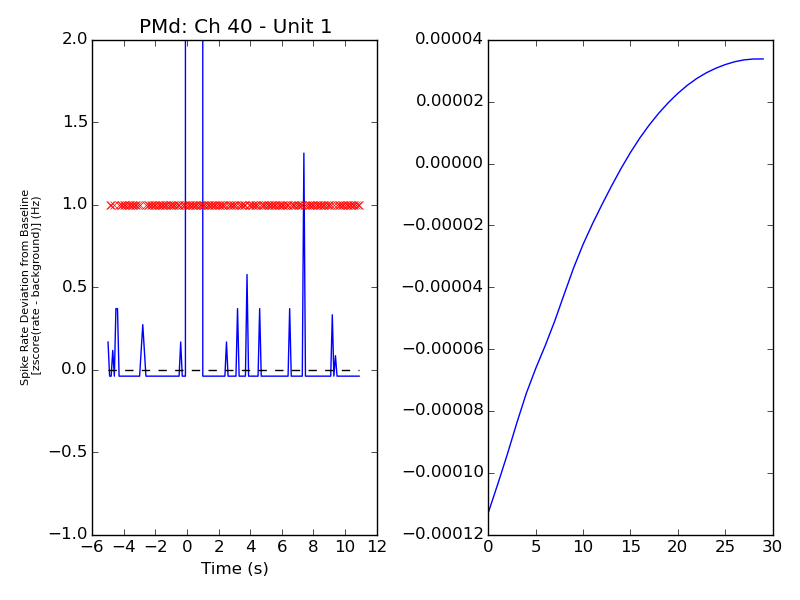 PMd: Ch 40 - Unit 1
2.0
1.5
1.0
0.5
0.0
−0.5
−1.0
Spike Rate Deviation from Baseline
[zscore(rate - background)] (Hz)
−6 −4 −2 0 2 4 6 8 10 12
Time (s)
0.00004
0.00002
0.00000
−0.00002
−0.00004
−0.00006
−0.00008
−0.00010
−0.00012
0 5 10 15 20 25 30